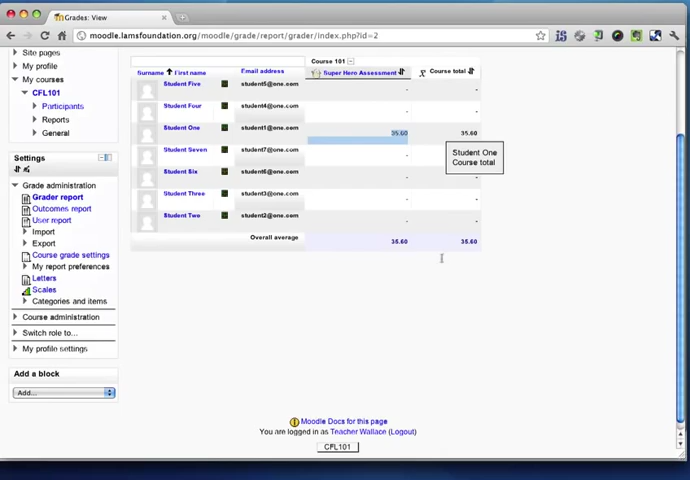 Grades: View
moodle.lamsfoundation.org/moodle/grade/report/grader/index.php?id=2
Site pages
My profile
My courses
CFL101
Participants
Reports
General
Settings
Grade administration
Grader report
Outcomes report
User report
Import
Export
Course grade settings
My report preferences
Letters
Scales
Categories and items
Course administration
Switch role to...
My profile settings
Add a block
Add...
Course 101
Surname First name Email address Super Hero Assessment Course total
Student Five student5@one.com - -
Student Four student4@one.com - -
Student One student1@one.com 35.60 35.60
Student Seven student7@one.com - -
Student Six student6@one.com - -
Student Three student3@one.com - -
Student Two student2@one.com - -
Overall average 35.60 35.60
Student One
Course total
Moodle Docs for this page
You are logged in as Teacher Wallace (Logout)
CFL101